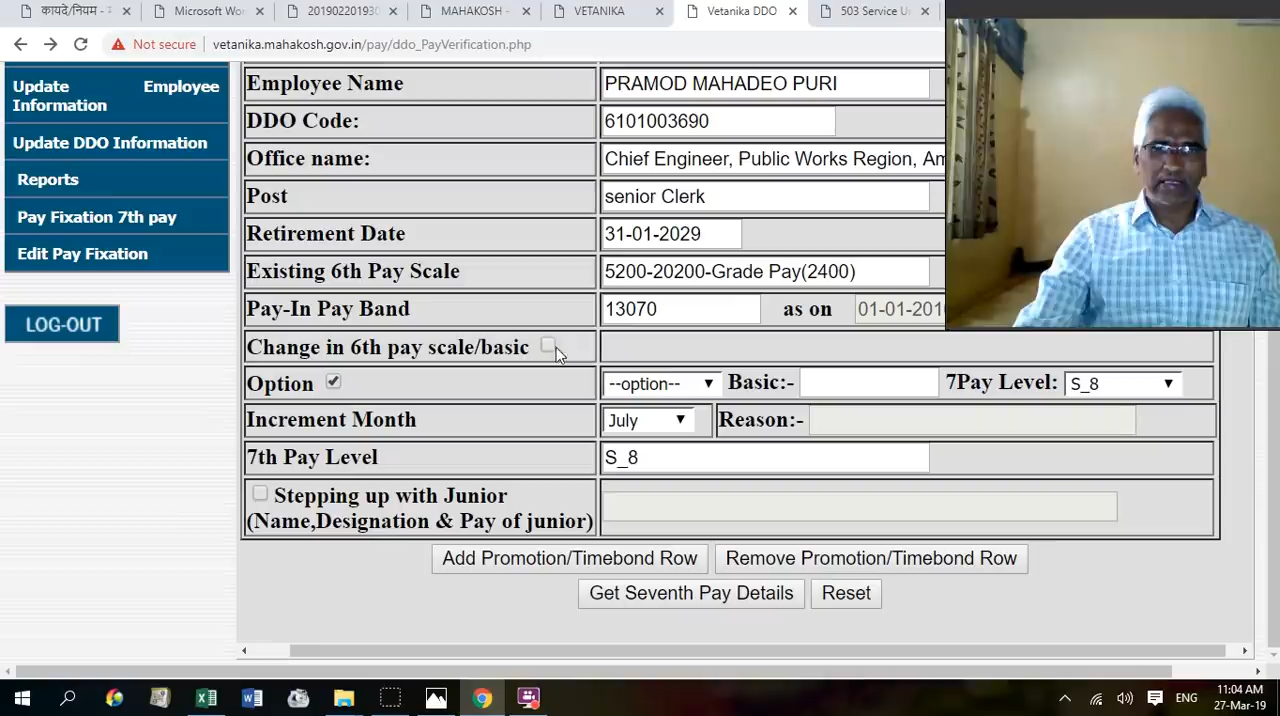 कायदे/नियम -
Microsoft Wo
201902201930
MAHAKOSH -
VETANIKA
Vetanika DDO
503 Service U
Not secure
vetanika.mahakosh.gov.in/pay/ddo_PayVerification.php
Update Employee
Information
Update DDO Information
Reports
Pay Fixation 7th pay
Edit Pay Fixation
LOG-OUT
Employee Name PRAMOD MAHADEO PURI
DDO Code: 6101003690
Office name: Chief Engineer, Public Works Region, Am
Post senior Clerk
Retirement Date 31-01-2029
Existing 6th Pay Scale 5200-20200-Grade Pay(2400)
Pay-In Pay Band 13070 as on 01-01-2016
Change in 6th pay scale/basic
Option --option-- Basic:- 7Pay Level: S_8
Increment Month July Reason:-
7th Pay Level S_8
Stepping up with Junior
(Name,Designation & Pay of junior)
Add Promotion/Timebond Row Remove Promotion/Timebond Row
Get Seventh Pay Details Reset
ENG
11:04 AM
27-Mar-19